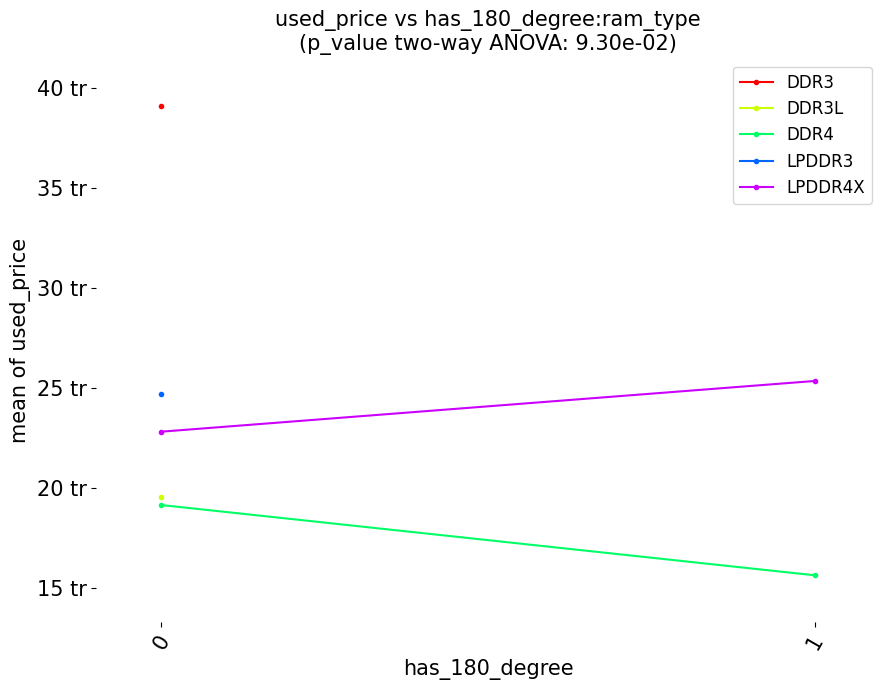 used_price vs has_180_degree:ram_type
(p_value two-way ANOVA: 9.30e-02)
40 tr
35 tr
30 tr
25 tr
20 tr
15 tr
mean of used_price
DDR3
DDR3L
DDR4
LPDDR3
LPDDR4X
0
1
has_180_degree